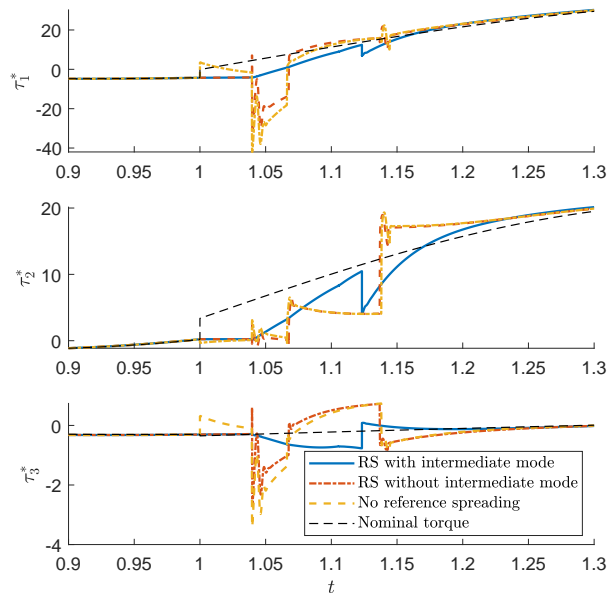 20
0
-20
-40
τ₁*
0.9 0.95 1 1.05 1.1 1.15 1.2 1.25 1.3
20
10
0
τ₂*
0.9 0.95 1 1.05 1.1 1.15 1.2 1.25 1.3
0
-2
-4
τ₃*
RS with intermediate mode
RS without intermediate mode
No reference spreading
Nominal torque
0.9 0.95 1 1.05 1.1 1.15 1.2 1.25 1.3
t